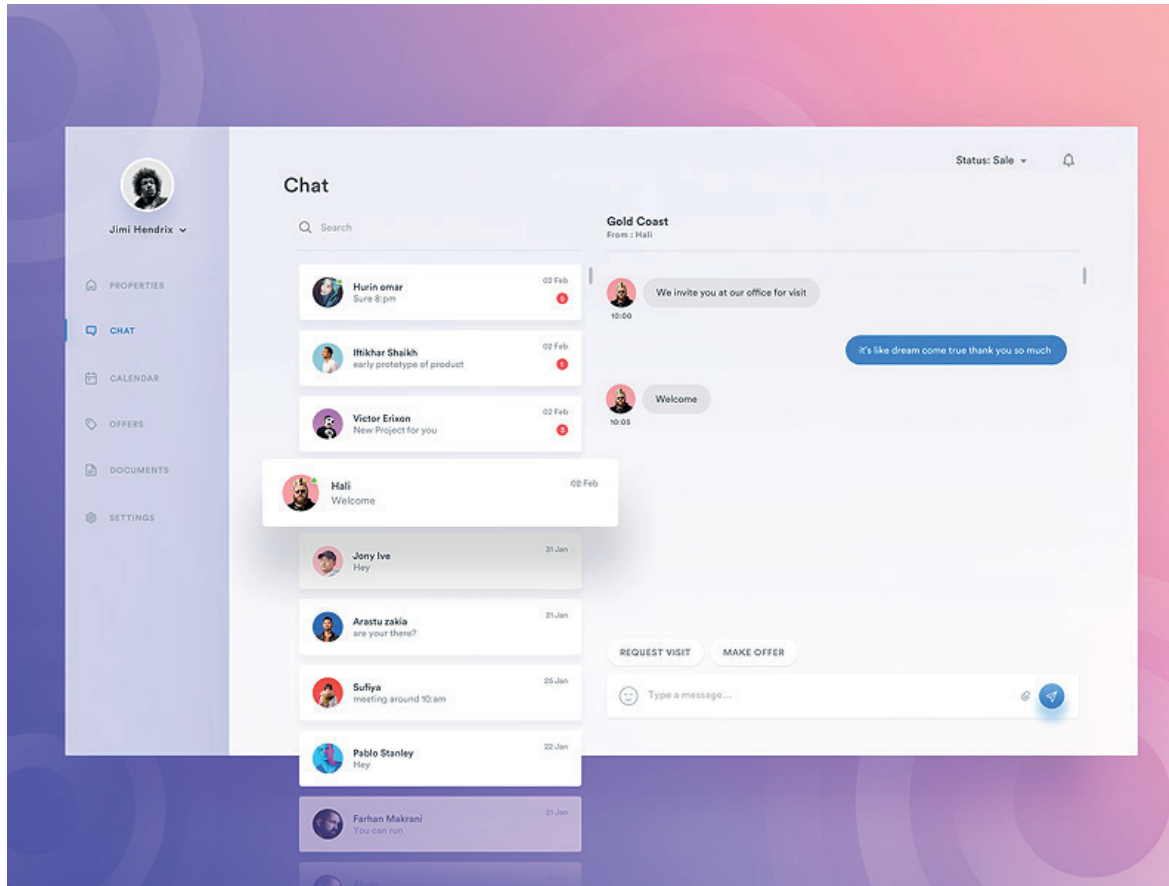 Jimi Hendrix
PROPERTIES
CHAT
CALENDAR
OFFERS
DOCUMENTS
SETTINGS
Chat
Search
Hurin omar
02 Feb
Sure 8:pm
Iftikhar Shaikh
02 Feb
early prototype of product
1
Victor Erixon
02 Feb
New Project for you
3
Hali
02 Feb
Welcome
Jony Ive
31 Jan
Hey
Arastu zakia
31 Jan
are your there?
Sufiya
25 Jan
meeting around 10:am
Pablo Stanley
22 Jan
Hey
Farhan Makrani
21 Jan
You can run
Status: Sale
Gold Coast
From : Hali
We invite you at our office for visit
10:00
it's like dream come true thank you so much
Welcome
10:05
REQUEST VISIT
MAKE OFFER
Type a message...